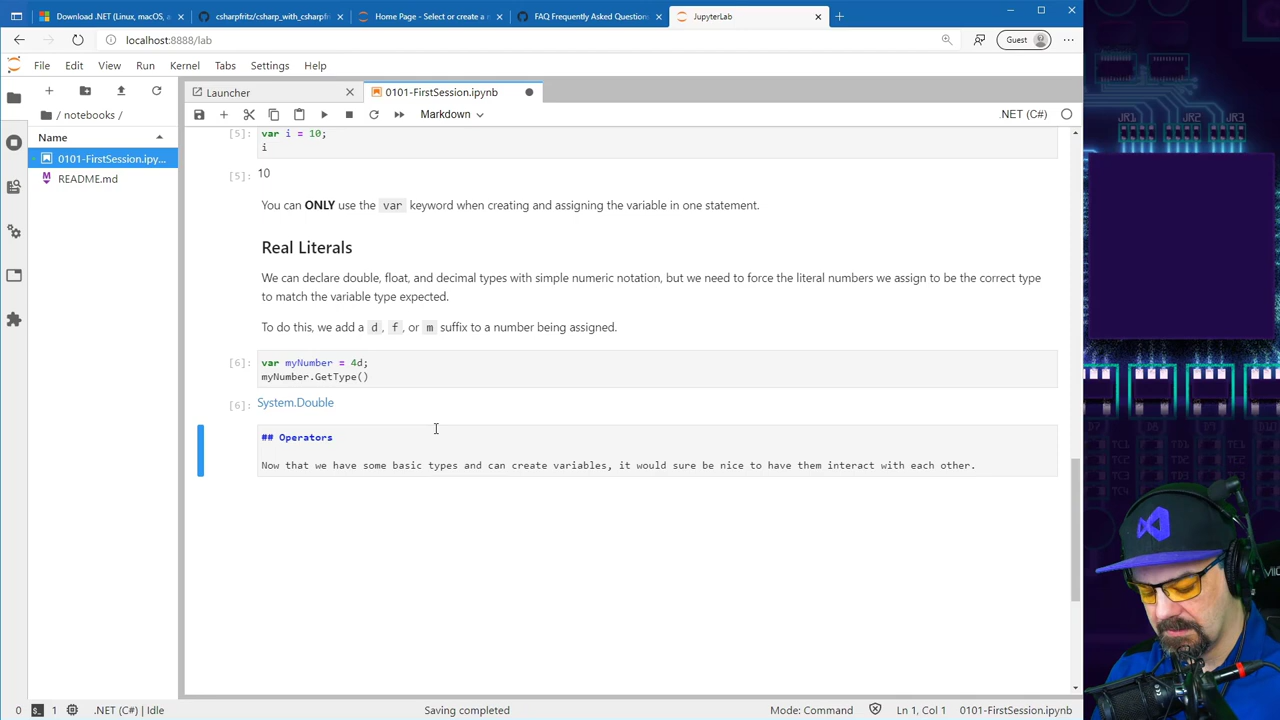 Download .NET (Linux, macOS, a
csharpfritz/csharp_with_csharpfr
Home Page - Select or create a n
FAQ Frequently Asked Questions
JupyterLab
localhost:8888/lab
Guest
File Edit View Run Kernel Tabs Settings Help
Launcher
0101-FirstSession.ipynb
/ notebooks /
Markdown
.NET (C#)
Name
0101-FirstSession.ipy...
README.md
[5]: var i = 10;
i
[5]: 10
You can ONLY use the var keyword when creating and assigning the variable in one statement.
Real Literals
We can declare double, float, and decimal types with simple numeric notation, but we need to force the literal numbers we assign to be the correct type
to match the variable type expected.
To do this, we add a d, f, or m suffix to a number being assigned.
[6]: var myNumber = 4d;
myNumber.GetType()
[6]: System.Double
## Operators
Now that we have some basic types and can create variables, it would sure be nice to have them interact with each other.
0 1 .NET (C#) | Idle
Saving completed
Mode: Command
Ln 1, Col 1
0101-FirstSession.ipynb
JR1 JR2 JR3